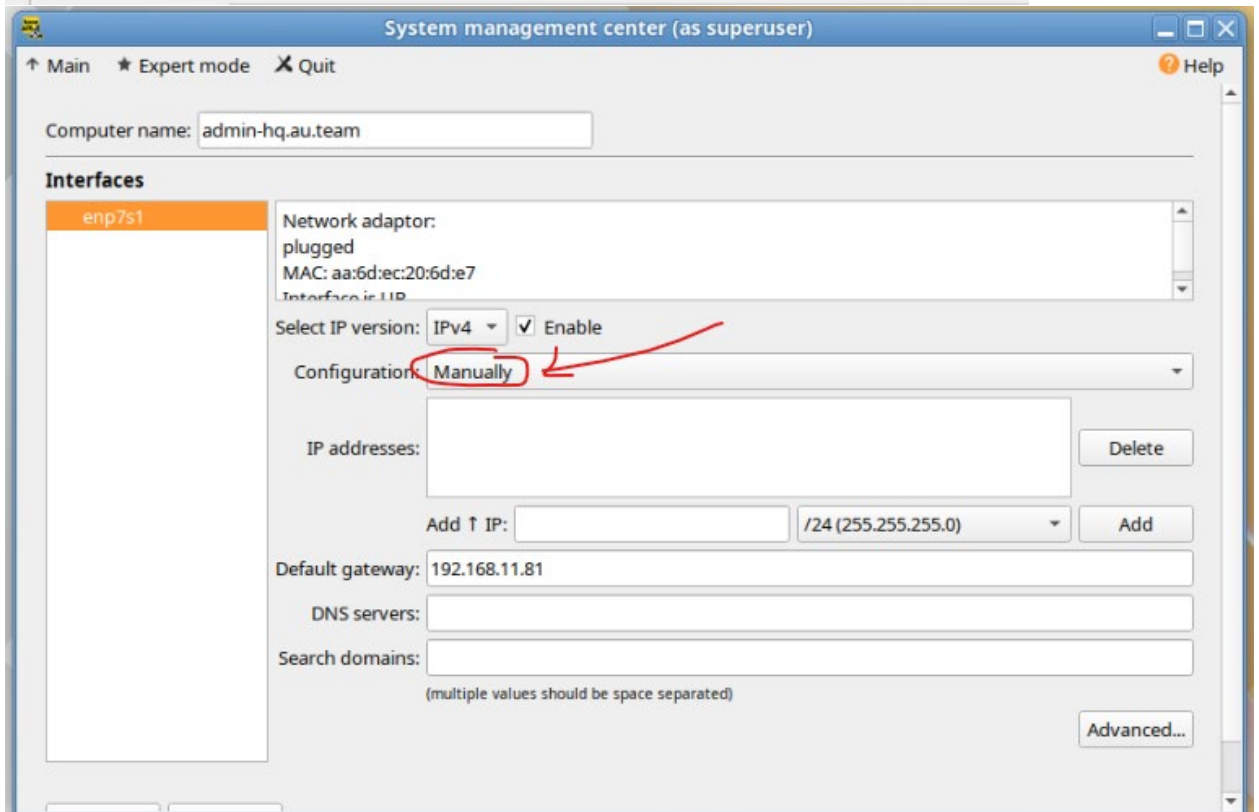 System management center (as superuser)
↑ Main ★ Expert mode Quit Help
Computer name: admin-hq.au.team
Interfaces
enp7s1
Network adaptor:
plugged
MAC: aa:6d:ec:20:6d:e7
Interface is UP
Select IP version: IPv4 Enable
Configuration: Manually
IP addresses: Delete
Add ↑ IP: /24 (255.255.255.0) Add
Default gateway: 192.168.11.81
DNS servers:
Search domains:
(multiple values should be space separated)
Advanced...